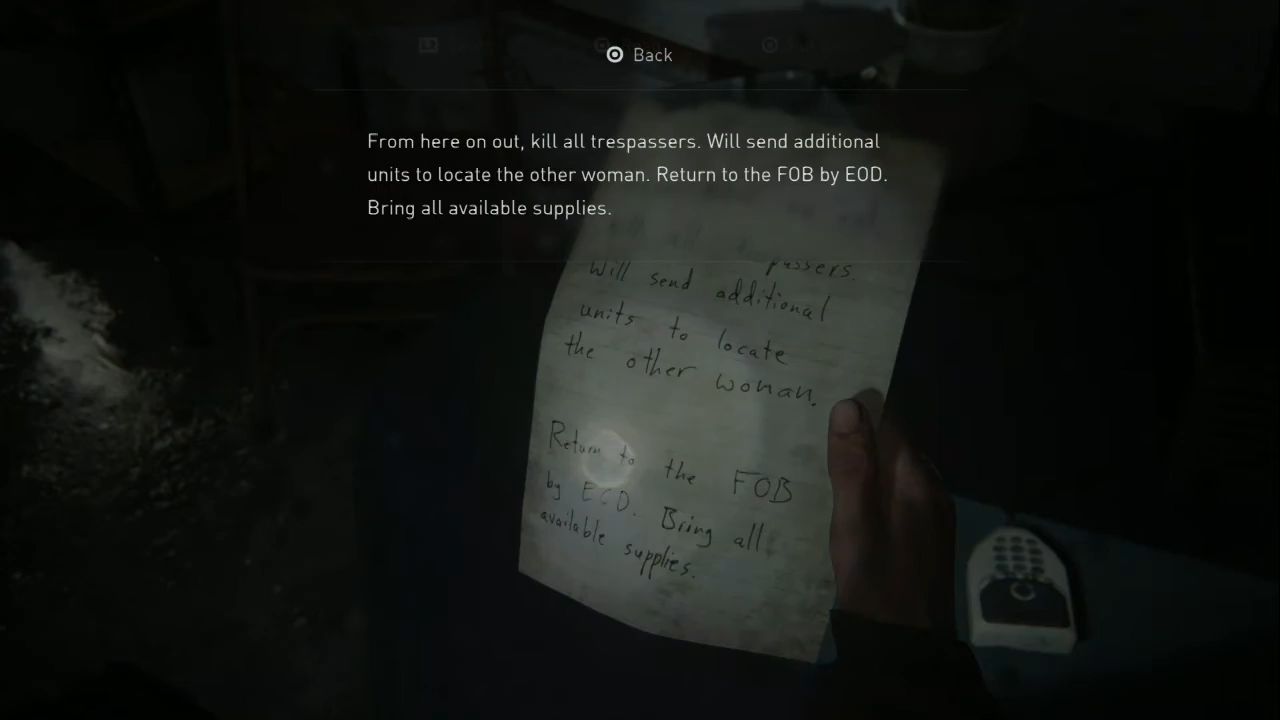 Back
From here on out, kill all trespassers. Will send additional
units to locate the other woman. Return to the FOB by EOD.
Bring all available supplies.
passers.
Will send additional
units to locate
the other woman.
Return to the FOB
by EOD. Bring all
available supplies.